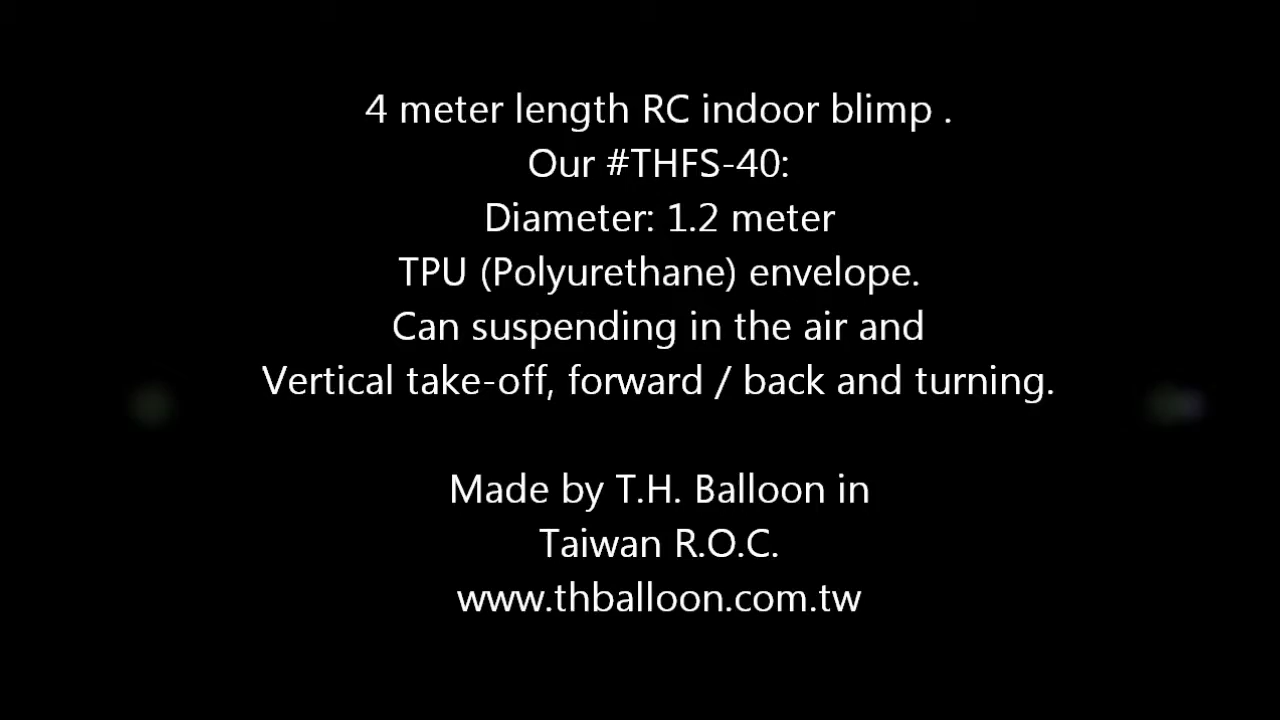 4 meter length RC indoor blimp .
Our #THFS-40:
Diameter: 1.2 meter
TPU (Polyurethane) envelope.
Can suspending in the air and
Vertical take-off, forward / back and turning.
Made by T.H. Balloon in
Taiwan R.O.C.
www.thballoon.com.tw